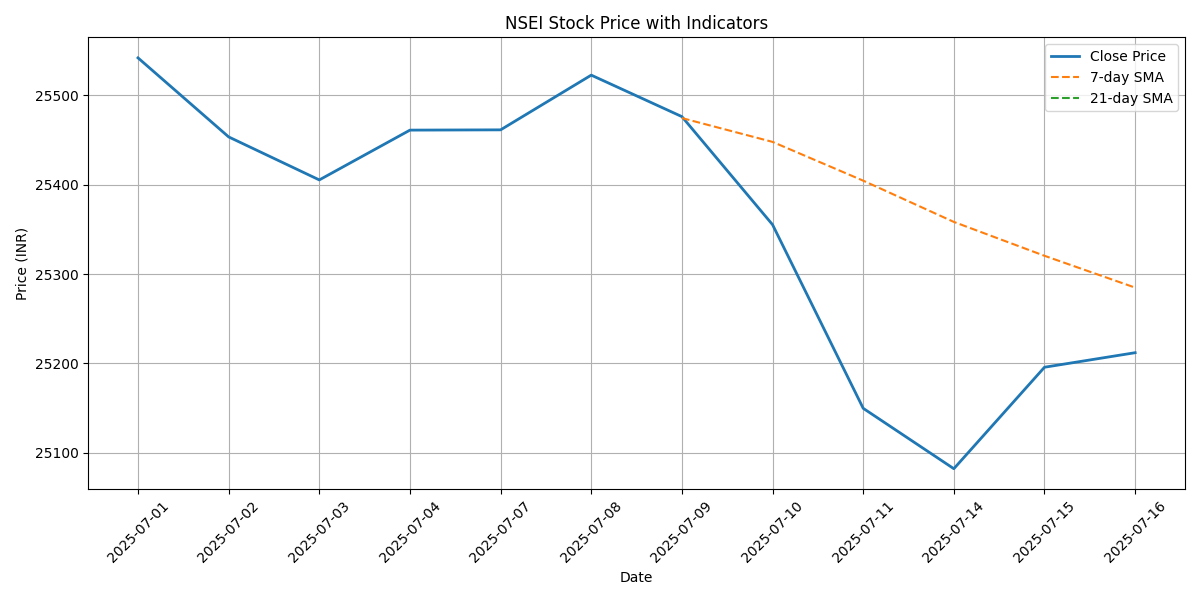 NSEI Stock Price with Indicators
Close Price
7-day SMA
21-day SMA
Price (INR)
25500
25400
25300
25200
25100
2025-07-01
2025-07-02
2025-07-03
2025-07-04
2025-07-07
2025-07-08
2025-07-09
2025-07-10
2025-07-11
2025-07-14
2025-07-15
2025-07-16
Date